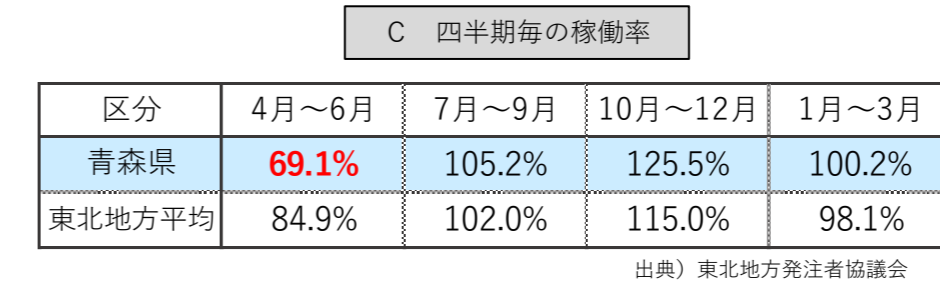 C 四半期毎の稼働率
区分 4月～6月 7月～9月 10月～12月 1月～3月
青森県 69.1% 105.2% 125.5% 100.2%
東北地方平均 84.9% 102.0% 115.0% 98.1%
出典）東北地方発注者協議会